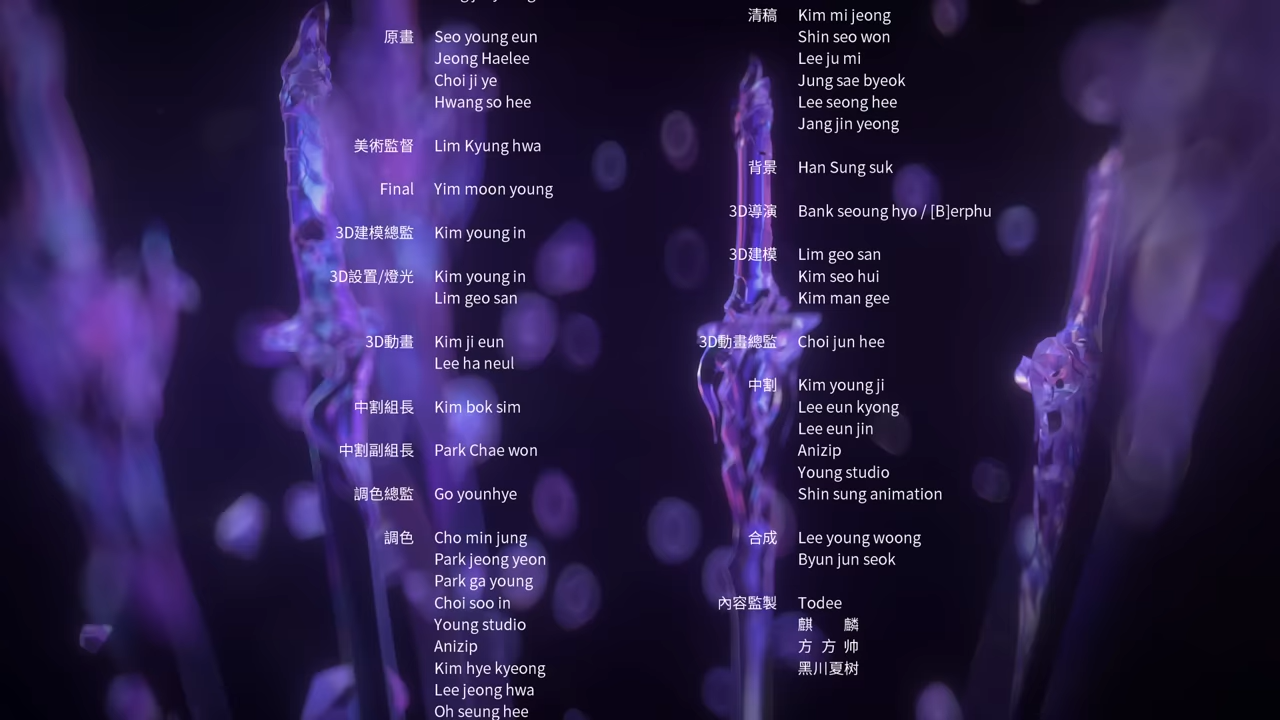 原畫 Seo young eun
Jeong Haelee
Choi ji ye
Hwang so hee
美術監督 Lim Kyung hwa
Final Yim moon young
3D建模總監 Kim young in
3D設置/燈光 Kim young in
Lim geo san
3D動畫 Kim ji eun
Lee ha neul
中割組長 Kim bok sim
中割副組長 Park Chae won
調色總監 Go younhye
調色 Cho min jung
Park jeong yeon
Park ga young
Choi soo in
Young studio
Anizip
Kim hye kyeong
Lee jeong hwa
Oh seung hee
清稿 Kim mi jeong
Shin seo won
Lee ju mi
Jung sae byeok
Lee seong hee
Jang jin yeong
背景 Han Sung suk
3D導演 Bank seoung hyo / [B]erphu
3D建模 Lim geo san
Kim seo hui
Kim man gee
3D動畫總監 Choi jun hee
中割 Kim young ji
Lee eun kyong
Lee eun jin
Anizip
Young studio
Shin sung animation
合成 Lee young woong
Byun jun seok
內容監製 Todee
麒 麟
方 方 帅
黑川夏树